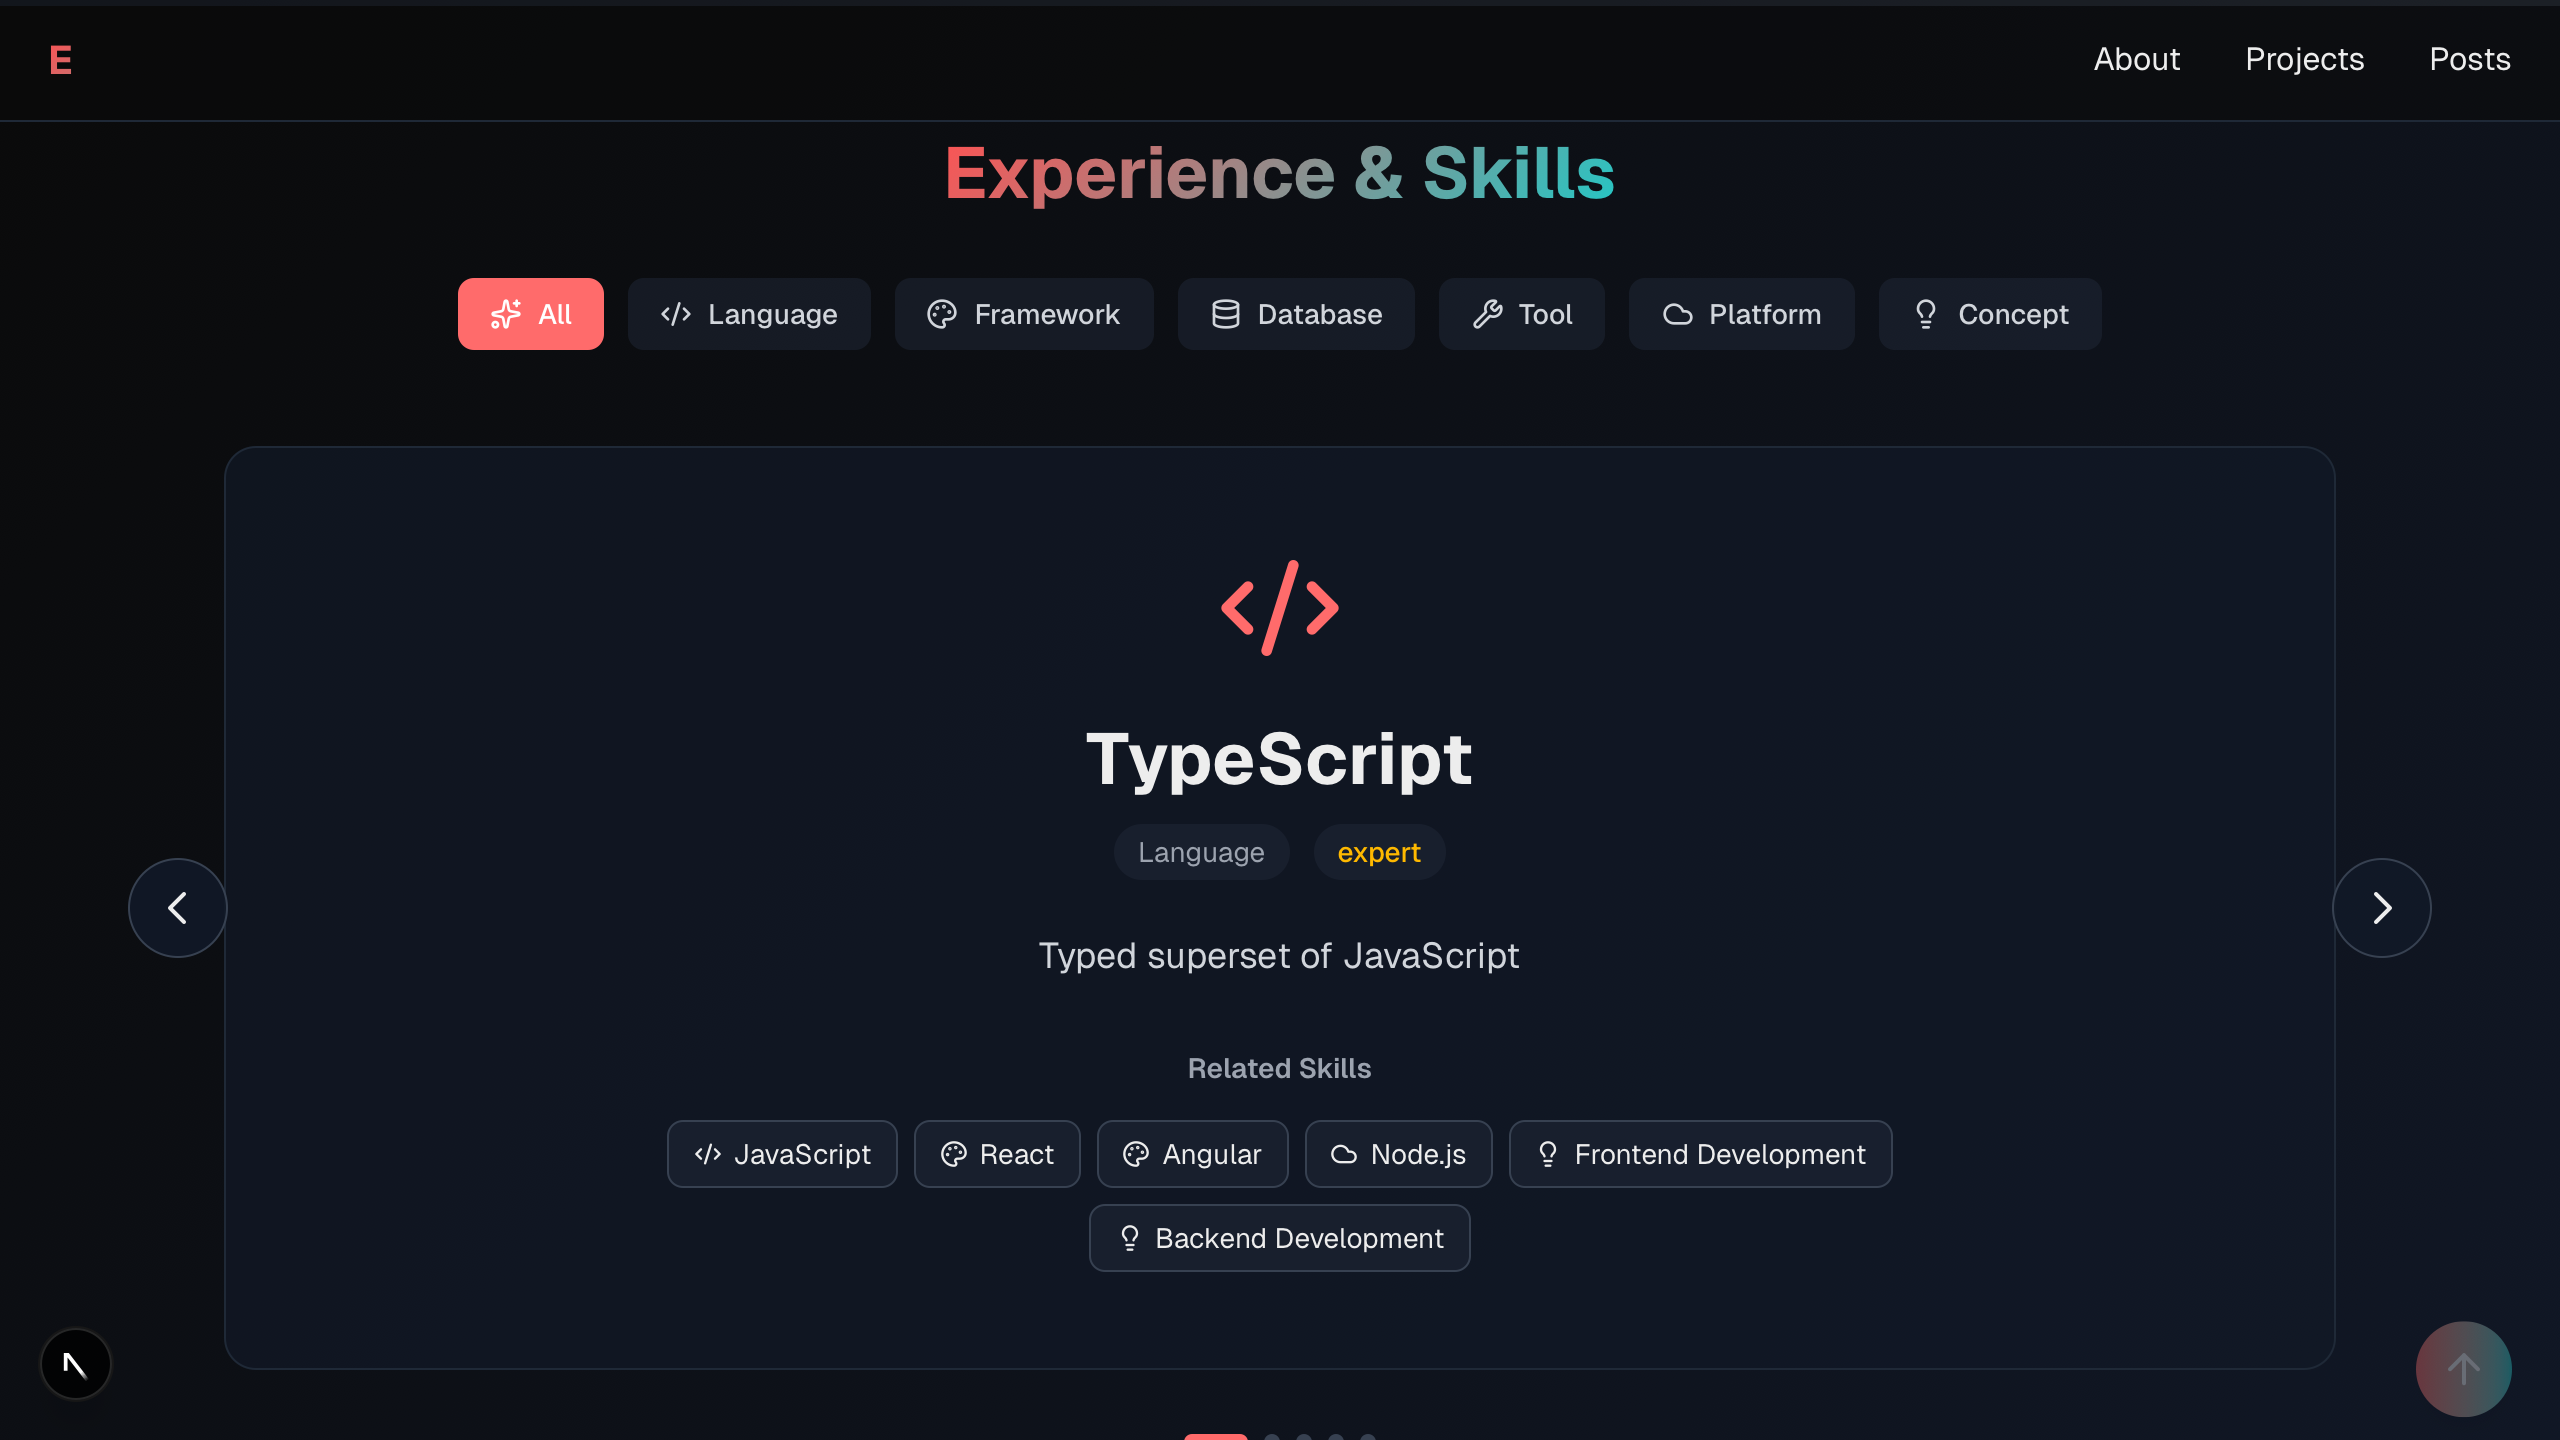 E
About Projects Posts
Experience & Skills
All Language Framework Database Tool Platform Concept
TypeScript
Language expert
Typed superset of JavaScript
Related Skills
JavaScript React Angular Node.js Frontend Development
Backend Development